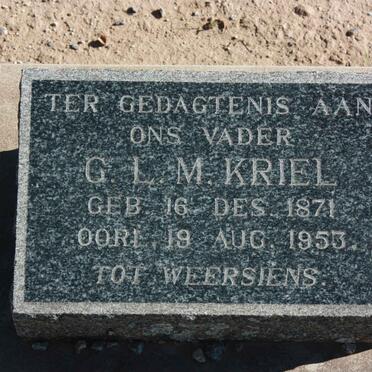 TER GEDAGTENIS AAN
ONS VADER
G. L. M. KRIEL
GEB. 16 DES. 1871
OORL. 19 AUG. 1953.
TOT WEERSIENS.